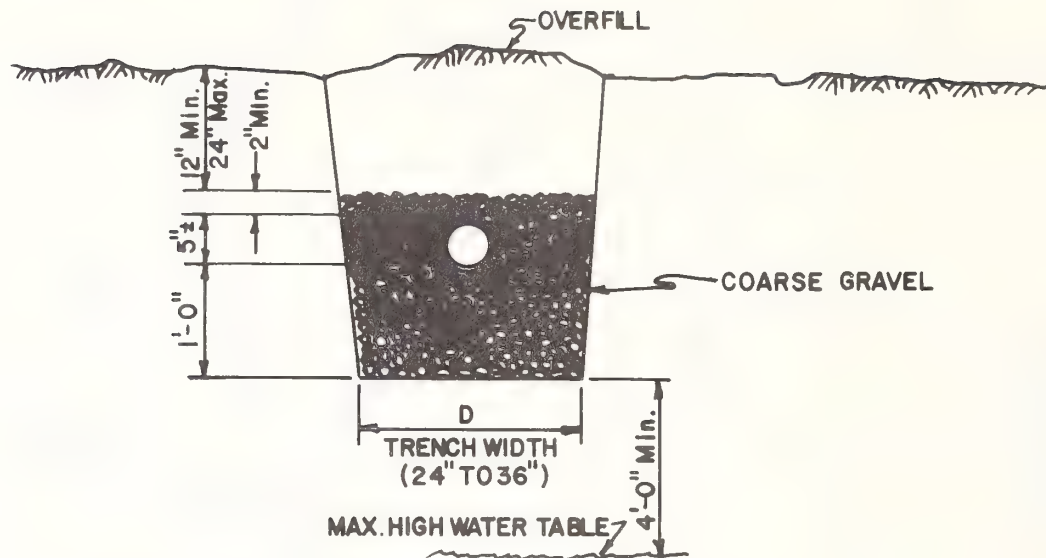 OVERFILL
12" Min.
24" Max.
2" Min.
5" ±
COARSE GRAVEL
1'-0"
D
TRENCH WIDTH
(24" TO 36")
4'-0" Min.
MAX. HIGH WATER TABLE